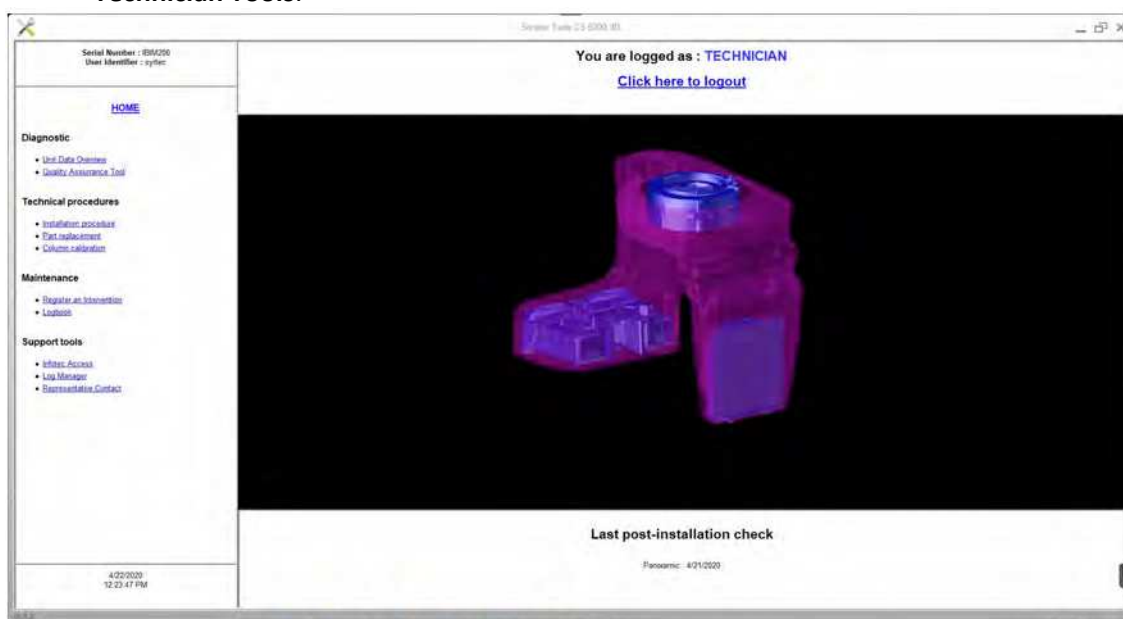 Technician Tools.
Serial Number : IBIM200
User Identifier : sytec
HOME
Diagnostic
• Unit Data Overview
• Quality Assurance Tool
Technical procedures
• Installation procedure
• Part replacement
• Column calibration
Maintenance
• Register an Intervention
• Logbook
Support tools
• Infotec Access
• Log Manager
• Representative Contact
4/22/2020
12:23:47 PM
You are logged as : TECHNICIAN
Click here to logout
Last post-installation check
Panoramic: 4/21/2020